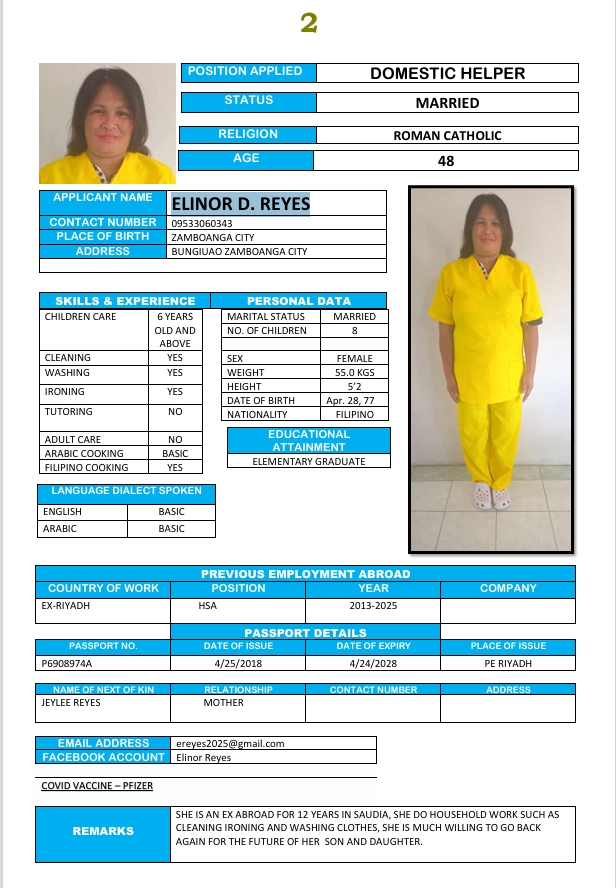 2
POSITION APPLIED DOMESTIC HELPER
STATUS MARRIED
RELIGION ROMAN CATHOLIC
AGE 48
APPLICANT NAME ELINOR D. REYES
CONTACT NUMBER 09533060343
PLACE OF BIRTH ZAMBOANGA CITY
ADDRESS BUNGIUAO ZAMBOANGA CITY
SKILLS & EXPERIENCE
CHILDREN CARE 6 YEARS
OLD AND
ABOVE
CLEANING YES
WASHING YES
IRONING YES
TUTORING NO
ADULT CARE NO
ARABIC COOKING BASIC
FILIPINO COOKING YES
PERSONAL DATA
MARITAL STATUS MARRIED
NO. OF CHILDREN 8
SEX FEMALE
WEIGHT 55.0 KGS
HEIGHT 5'2
DATE OF BIRTH Apr. 28, 77
NATIONALITY FILIPINO
EDUCATIONAL
ATTAINMENT
ELEMENTARY GRADUATE
LANGUAGE DIALECT SPOKEN
ENGLISH BASIC
ARABIC BASIC
PREVIOUS EMPLOYMENT ABROAD
COUNTRY OF WORK POSITION YEAR COMPANY
EX-RIYADH HSA 2013-2025
PASSPORT DETAILS
PASSPORT NO. DATE OF ISSUE DATE OF EXPIRY PLACE OF ISSUE
P6908974A 4/25/2018 4/24/2028 PE RIYADH
NAME OF NEXT OF KIN RELATIONSHIP CONTACT NUMBER ADDRESS
JEYLEE REYES MOTHER
EMAIL ADDRESS ereyes2025@gmail.com
FACEBOOK ACCOUNT Elinor Reyes
COVID VACCINE – PFIZER
REMARKS
SHE IS AN EX ABROAD FOR 12 YEARS IN SAUDIA, SHE DO HOUSEHOLD WORK SUCH AS
CLEANING IRONING AND WASHING CLOTHES, SHE IS MUCH WILLING TO GO BACK
AGAIN FOR THE FUTURE OF HER SON AND DAUGHTER.